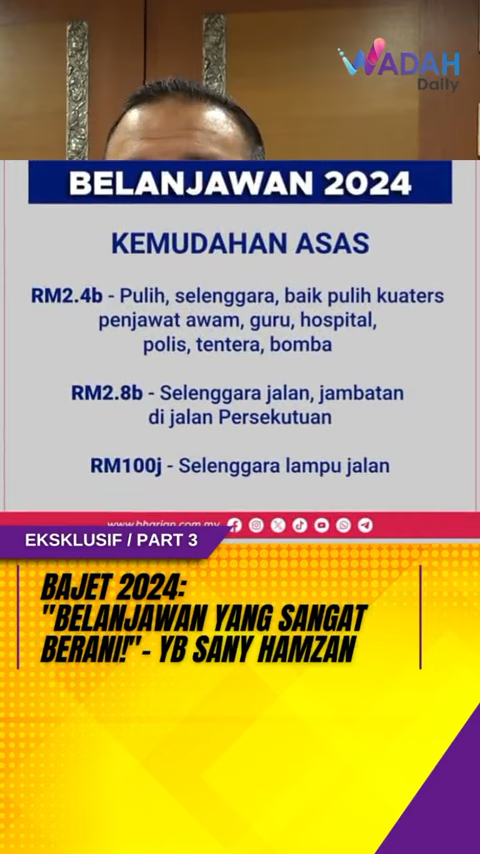 WADAH
Daily
BELANJAWAN 2024
KEMUDAHAN ASAS
RM2.4b - Pulih, selenggara, baik pulih kuaters
penjawat awam, guru, hospital,
polis, tentera, bomba
RM2.8b - Selenggara jalan, jambatan
di jalan Persekutuan
RM100j - Selenggara lampu jalan
www.bharian.com.my
EKSKLUSIF / PART 3
BAJET 2024:
"BELANJAWAN YANG SANGAT
BERANI!"- YB SANY HAMZAN